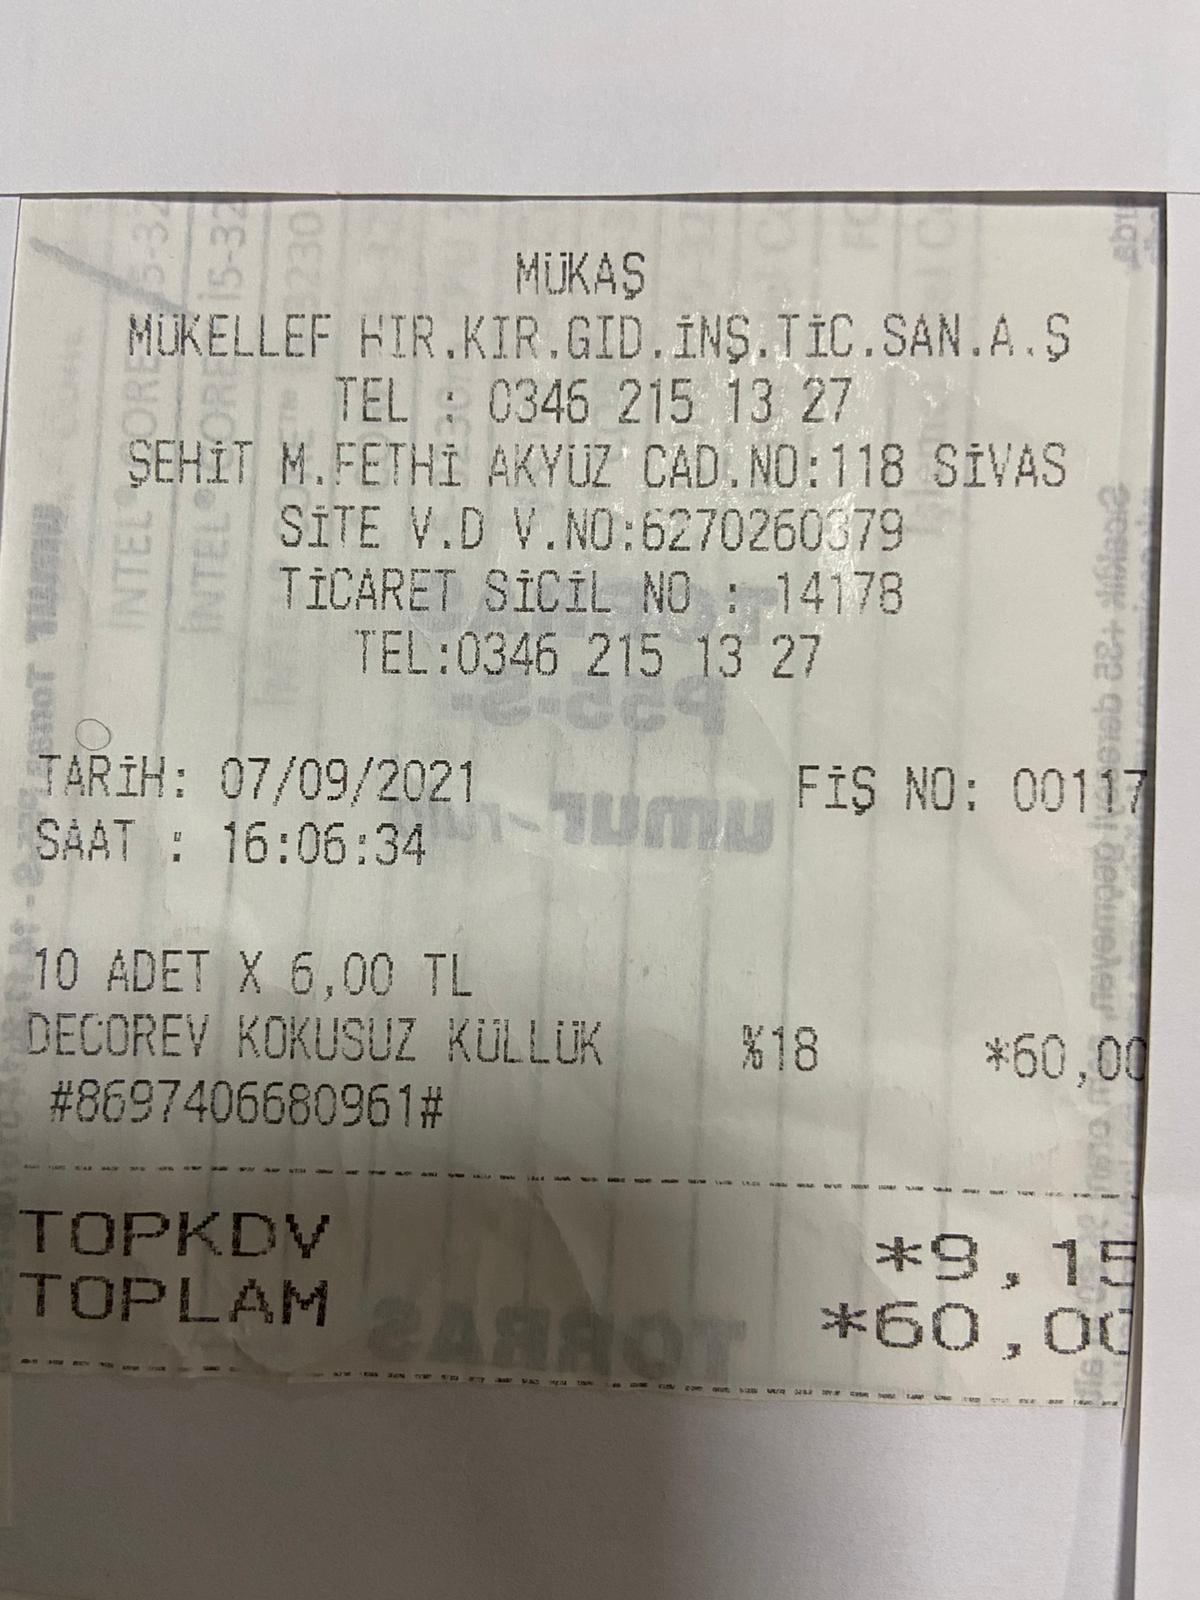 MÜKAŞ
MÜKELLEF HIR.KIR.GID.İNŞ.TİC.SAN.A.Ş
TEL : 0346 215 13 27
ŞEHİT M.FETHİ AKYÜZ CAD.NO:118 SİVAS
SİTE V.D V.NO:6270260379
TİCARET SİCİL NO : 14178
TEL:0346 215 13 27
TARİH: 07/09/2021 FİŞ NO: 00117
SAAT : 16:06:34
10 ADET X 6,00 TL
DECOREV KOKUSUZ KÜLLÜK %18 *60,00
#8697406680961#
TOPKDV *9,15
TOPLAM *60,00